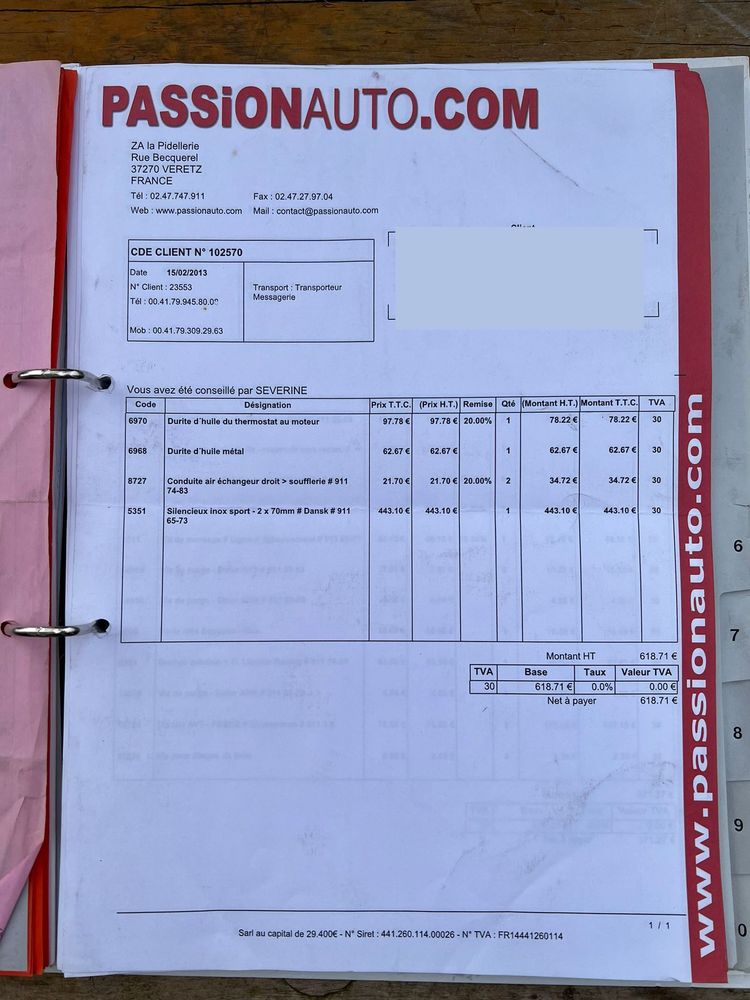 PASSiONAUTO.COM
ZA la Pidellerie
Rue Becquerel
37270 VERETZ
FRANCE
Tél : 02.47.747.911 Fax : 02.47.27.97.04
Web : www.passionauto.com Mail : contact@passionauto.com
Client
CDE CLIENT N° 102570
Date 15/02/2013
N° Client : 23553 Transport : Transporteur
Messagerie
Tél : 00.41.79.945.80.02
Mob : 00.41.79.309.29.63
Vous avez été conseillé par SEVERINE
Code Désignation Prix T.T.C. (Prix H.T.) Remise Qté (Montant H.T.) Montant T.T.C. TVA
6970 Durite d'huile du thermostat au moteur 97.78 € 97.78 € 20.00% 1 78.22 € 78.22 € 30
6968 Durite d'huile métal 62.67 € 62.67 € 1 62.67 € 62.67 € 30
8727 Conduite air échangeur droit > soufflerie # 911 21.70 € 21.70 € 20.00% 2 34.72 € 34.72 € 30
74-83
5351 Silencieux inox sport - 2 x 70mm # Dansk # 911 443.10 € 443.10 € 1 443.10 € 443.10 € 30
65-73
Montant HT 618.71 €
TVA Base Taux Valeur TVA
30 618.71 € 0.0% 0.00 €
Net à payer 618.71 €
1 / 1
Sarl au capital de 29.400€ - N° Siret : 441.260.114.00026 - N° TVA : FR14441260114
www.passionauto.com
6
7
8
9
0